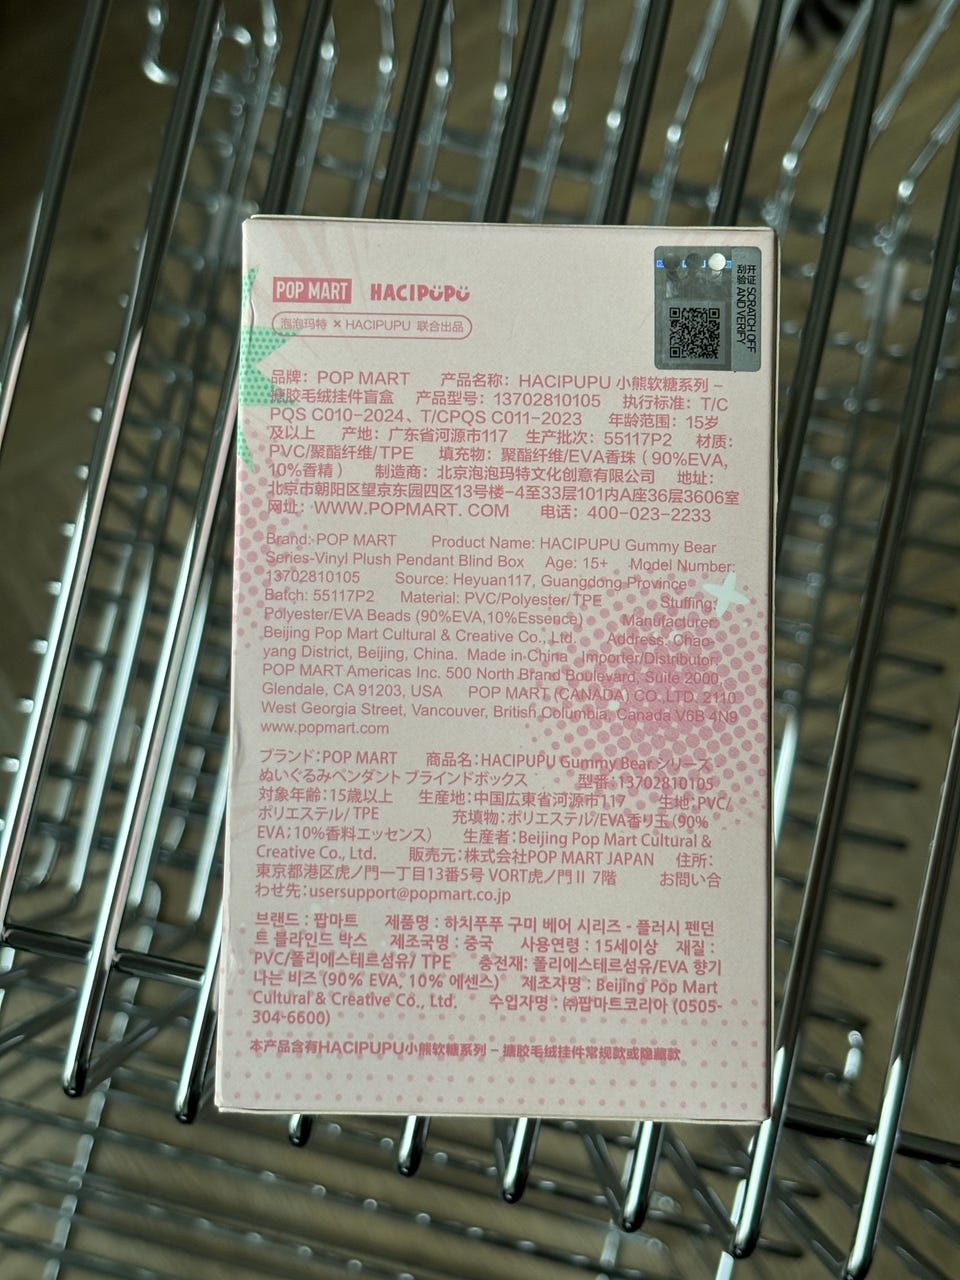 POP MART HACIPUPU
泡泡玛特 × HACIPUPU 联合出品
开证 SCRATCH OFF
刮验 AND VERIFY
品牌：POP MART 产品名称：HACIPUPU 小熊软糖系列 –
搪胶毛绒挂件盲盒 产品型号：13702810105 执行标准：T/C
PQS C010-2024、T/CPQS C011-2023 年龄范围：15岁
及以上 产地：广东省河源市117 生产批次：55117P2 材质：
PVC/聚酯纤维/TPE 填充物：聚酯纤维/EVA香珠（90%EVA,
10%香精） 制造商：北京泡泡玛特文化创意有限公司 地址：
北京市朝阳区望京东园四区13号楼-4至33层101内A座36层3606室
网址：WWW.POPMART.COM 电话：400-023-2233
Brand: POP MART Product Name: HACIPUPU Gummy Bear
Series-Vinyl Plush Pendant Blind Box Age: 15+ Model Number:
13702810105 Source: Heyuan117, Guangdong Province
Batch: 55117P2 Material: PVC/Polyester/TPE Stuffing:
Polyester/EVA Beads (90%EVA,10%Essence) Manufacturer:
Beijing Pop Mart Cultural & Creative Co., Ltd. Address: Chao-
yang District, Beijing, China. Made in China Importer/Distributor:
POP MART Americas Inc. 500 North Brand Boulevard, Suite 2000,
Glendale, CA 91203, USA POP MART (CANADA) CO.,LTD. 2110
West Georgia Street, Vancouver, British Columbia, Canada V6B 4N9
www.popmart.com
ブランド:POP MART 商品名:HACIPUPU Gummy Bear シリーズ -
ぬいぐるみペンダント ブラインドボックス 型番:13702810105
対象年齢:15歳以上 生産地:中国広東省河源市117 生地:PVC/
ポリエステル/ TPE 充填物:ポリエステル/EVA香り玉（90%
EVA；10%香料エッセンス） 生産者:Beijing Pop Mart Cultural &
Creative Co., Ltd. 販売元:株式会社POP MART JAPAN 住所:
東京都港区虎ノ門一丁目13番5号 VORT虎ノ門II 7階 お問い合
わせ先:usersupport@popmart.co.jp
브랜드 : 팝마트 제품명 : 하치푸푸 구미 베어 시리즈 - 플러시 펜던
트 블라인드 박스 제조국명 : 중국 사용연령 : 15세이상 재질 :
PVC/폴리에스테르섬유/ TPE 충전재: 폴리에스테르섬유/EVA 향기
나는 비즈 (90% EVA, 10% 에센스) 제조자명 : Beijing Pop Mart
Cultural & Creative Co., Ltd. 수입자명 : ㈜팝마트코리아 (0505-
304-6600)
本产品含有HACIPUPU小熊软糖系列 – 搪胶毛绒挂件常规款或隐藏款